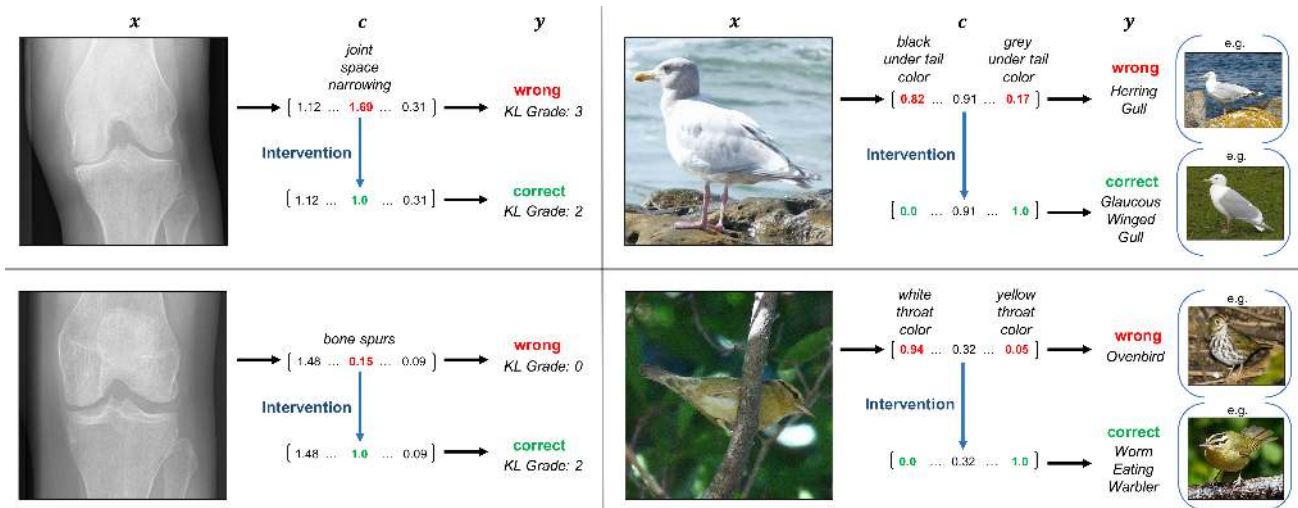 x c y
joint
space
narrowing
[ 1.12 ... 1.69 ... 0.31 ]
wrong
KL Grade: 3
Intervention
[ 1.12 ... 1.0 ... 0.31 ]
correct
KL Grade: 2
x c y
black
under tail
color
grey
under tail
color
[ 0.82 ... 0.91 ... 0.17 ]
wrong
Herring
Gull
e.g.
Intervention
[ 0.0 ... 0.91 ... 1.0 ]
correct
Glaucous
Winged
Gull
e.g.
bone spurs
[ 1.48 ... 0.15 ... 0.09 ]
wrong
KL Grade: 0
Intervention
[ 1.48 ... 1.0 ... 0.09 ]
correct
KL Grade: 2
white
throat
color
yellow
throat
color
[ 0.94 ... 0.32 ... 0.05 ]
wrong
Ovenbird
e.g.
Intervention
[ 0.0 ... 0.32 ... 1.0 ]
correct
Worm
Eating
Warbler
e.g.